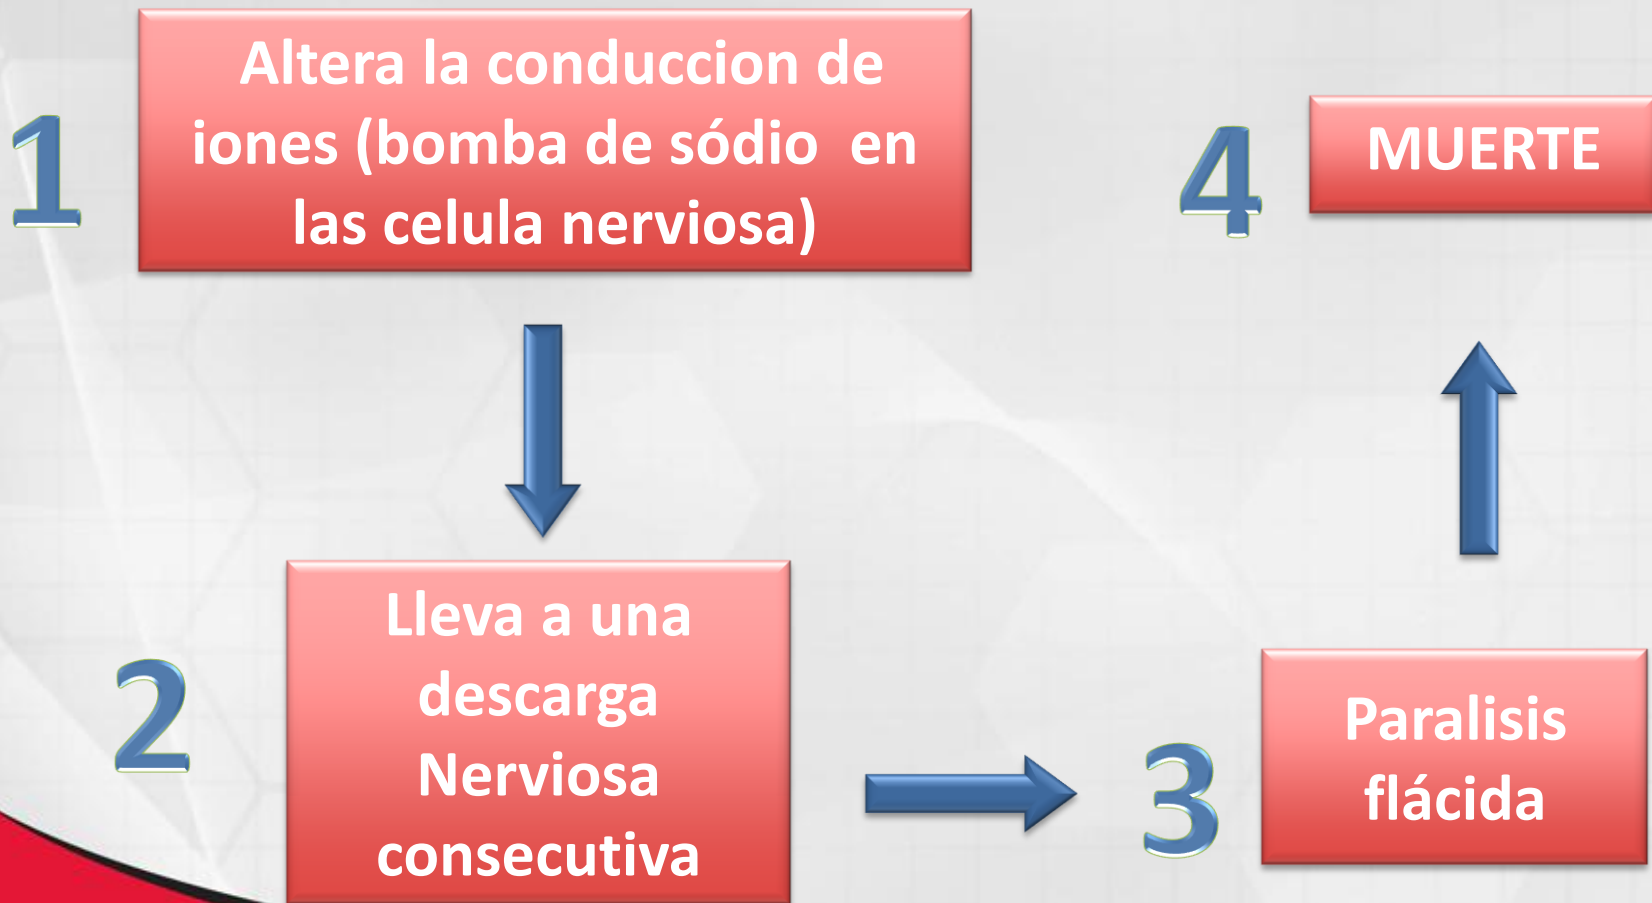 1
Altera la conduccion de
iones (bomba de sódio en
las celula nerviosa)
2
Lleva a una
descarga
Nerviosa
consecutiva
3
Paralisis
flácida
4
MUERTE